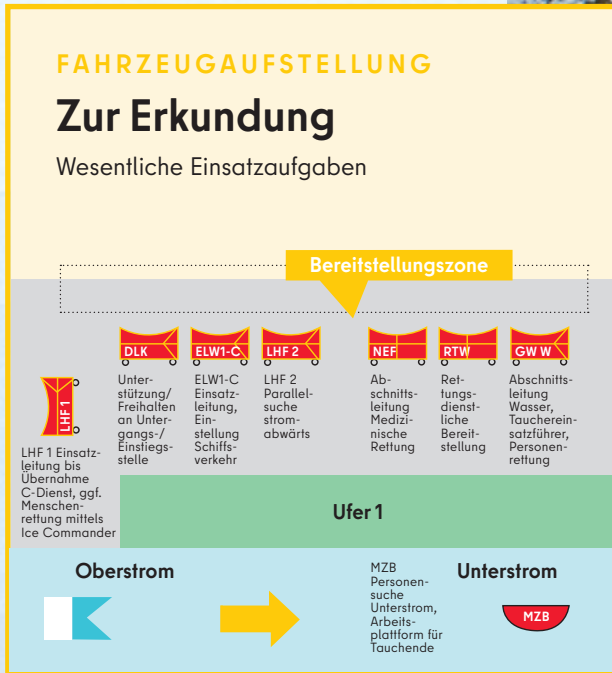 FAHRZEUGAUFSTELLUNG
Zur Erkundung
Wesentliche Einsatzaufgaben
Bereitstellungszone
LHF 1
LHF 1 Einsatz-
leitung bis
Übernahme
C-Dienst, ggf.
Menschen-
rettung mittels
Ice Commander
DLK
Unter-
stützung/
Freihalten
an Unter-
gangs-/
Einstiegs-
stelle
ELW1-C
ELW1-C
Einsatz-
leitung,
Ein-
stellung
Schiffs-
verkehr
LHF 2
LHF 2
Parallel-
suche
strom-
abwärts
NEF
Ab-
schnitts-
leitung
Medizi-
nische
Rettung
RTW
Ret-
tungs-
dienst-
liche
Bereit-
stellung
GW W
Abschnitts-
leitung
Wasser,
Tauchereín-
satzführer,
Personen-
rettung
Ufer 1
Oberstrom
MZB
Personen-
suche
Unterstrom,
Arbeits-
plattform für
Tauchende
Unterstrom
MZB